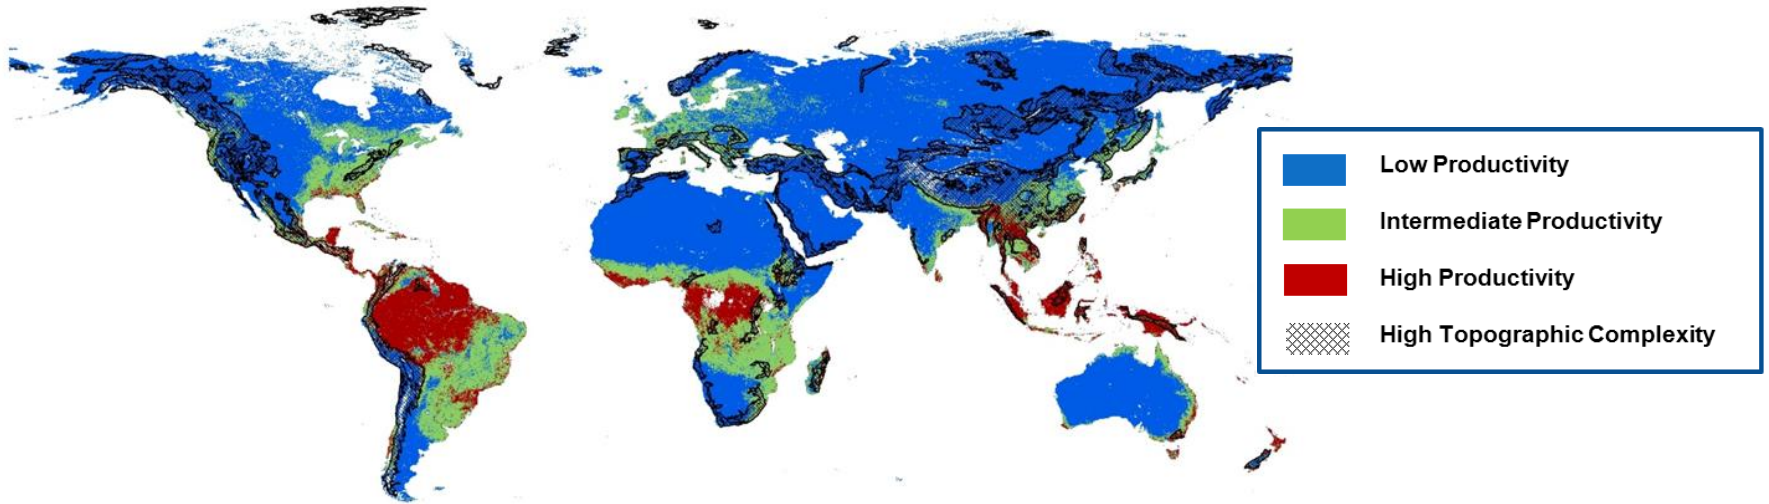 Low Productivity
Intermediate Productivity
High Productivity
High Topographic Complexity